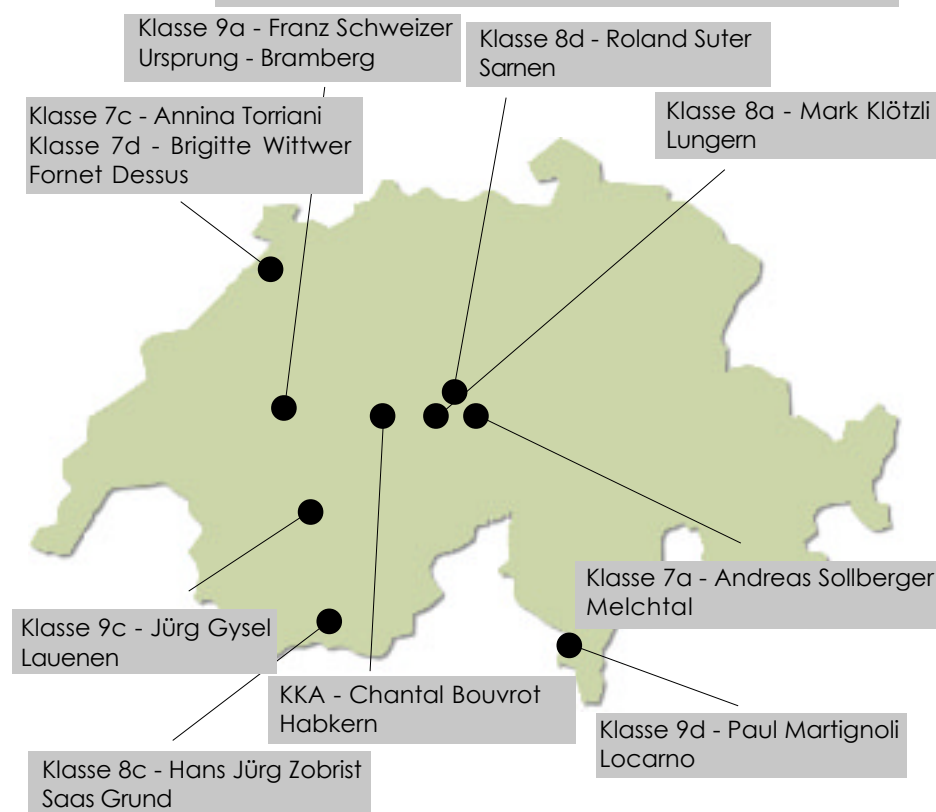 Klasse 9a - Franz Schweizer
Ursprung - Bramberg
Klasse 8d - Roland Suter
Sarnen
Klasse 7c - Annina Torriani
Klasse 7d - Brigitte Wittwer
Fornet Dessus
Klasse 8a - Mark Klötzli
Lungern
Klasse 7a - Andreas Sollberger
Melchtal
Klasse 9c - Jürg Gysel
Lauenen
KKA - Chantal Bouvrot
Habkern
Klasse 9d - Paul Martignoli
Locarno
Klasse 8c - Hans Jürg Zobrist
Saas Grund